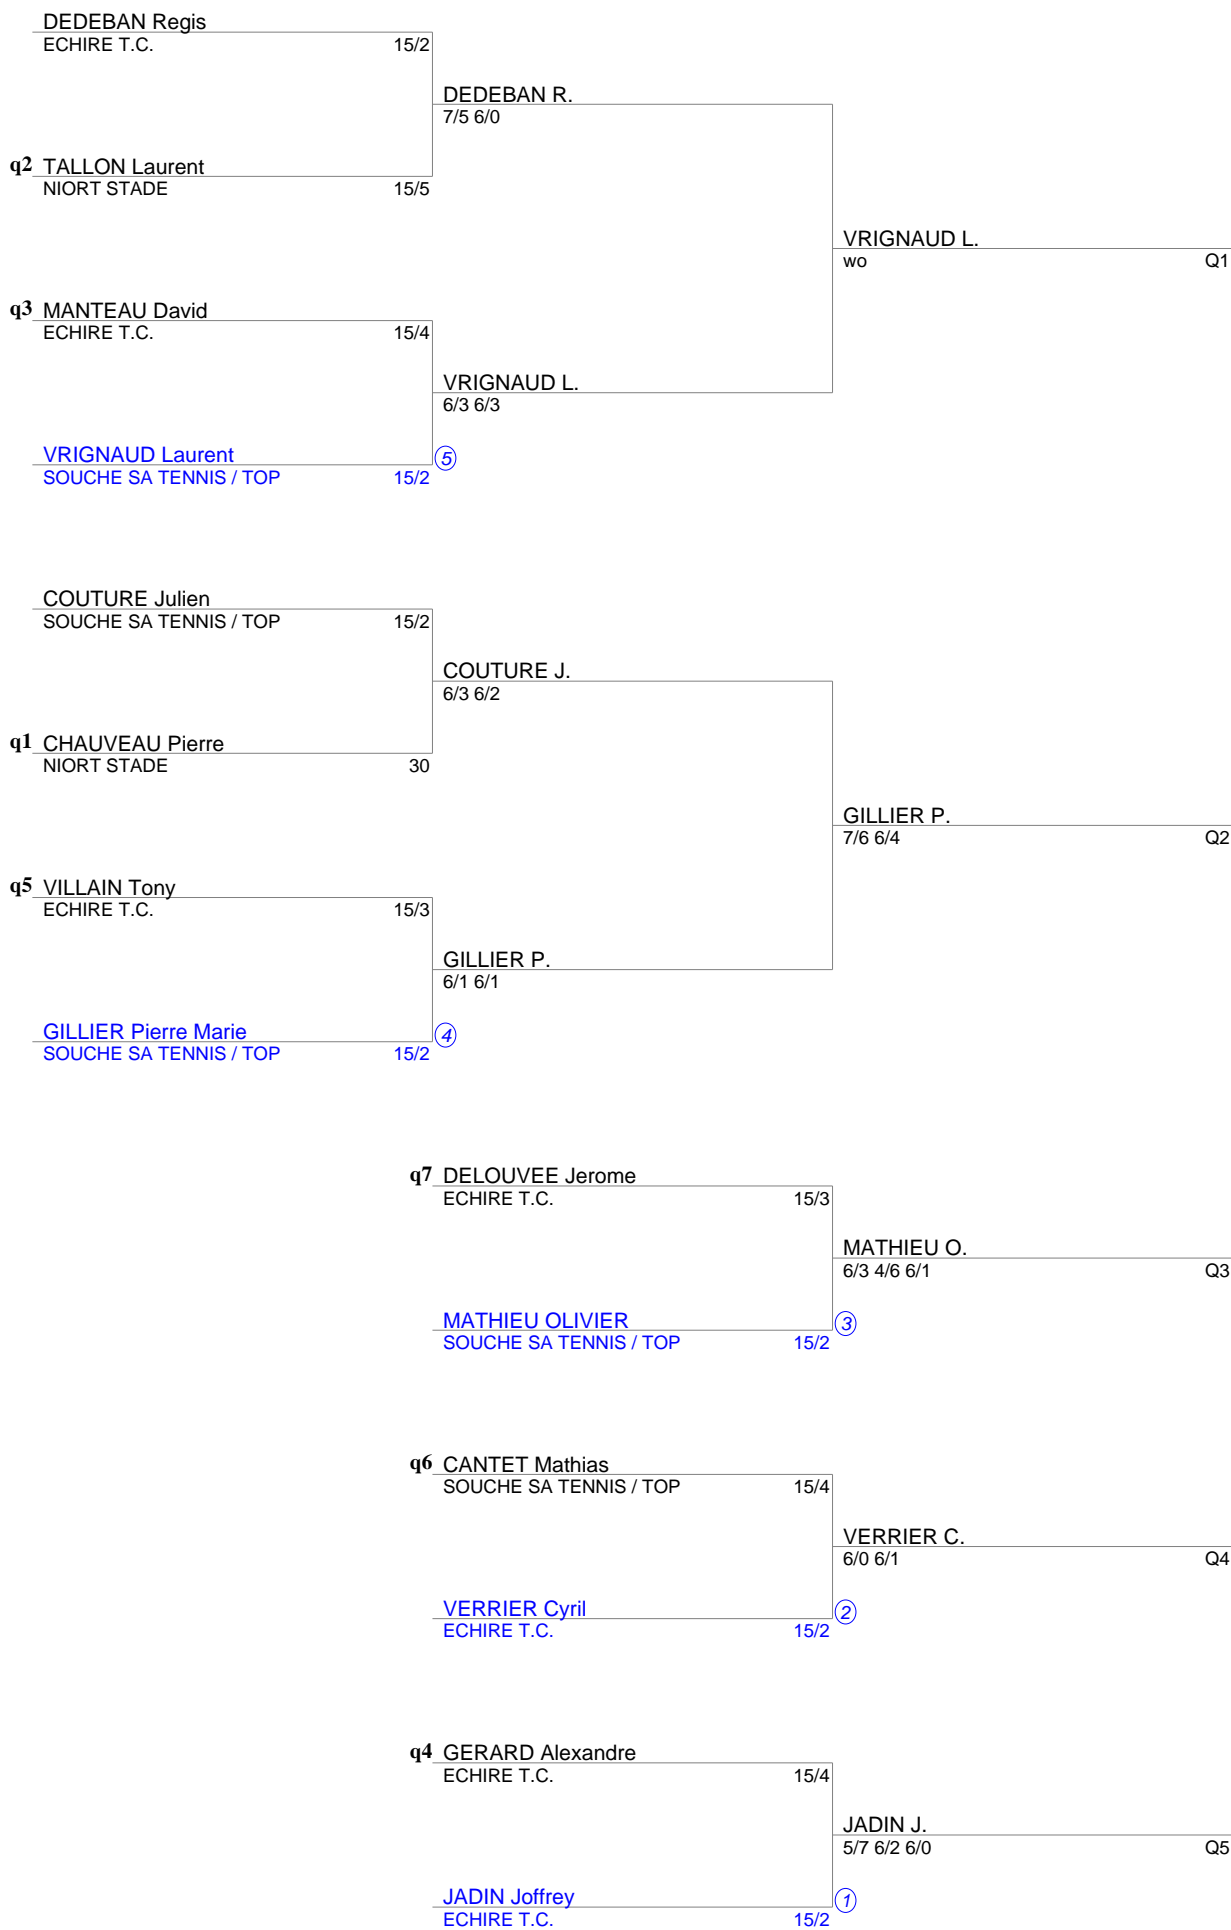 DEDEBAN Regis
ECHIRE T.C. 15/2
DEDEBAN R.
7/5 6/0
q2 TALLON Laurent
NIORT STADE 15/5
VRIGNAUD L.
wo Q1
q3 MANTEAU David
ECHIRE T.C. 15/4
VRIGNAUD L.
6/3 6/3
VRIGNAUD Laurent 5
SOUCHE SA TENNIS / TOP 15/2
COUTURE Julien
SOUCHE SA TENNIS / TOP 15/2
COUTURE J.
6/3 6/2
q1 CHAUVEAU Pierre
NIORT STADE 30
GILLIER P.
7/6 6/4 Q2
q5 VILLAIN Tony
ECHIRE T.C. 15/3
GILLIER P.
6/1 6/1
GILLIER Pierre Marie 4
SOUCHE SA TENNIS / TOP 15/2
q7 DELOUVEE Jerome
ECHIRE T.C. 15/3
MATHIEU O.
6/3 4/6 6/1 Q3
MATHIEU OLIVIER 3
SOUCHE SA TENNIS / TOP 15/2
q6 CANTET Mathias
SOUCHE SA TENNIS / TOP 15/4
VERRIER C.
6/0 6/1 Q4
VERRIER Cyril 2
ECHIRE T.C. 15/2
q4 GERARD Alexandre
ECHIRE T.C. 15/4
JADIN J.
5/7 6/2 6/0 Q5
JADIN Joffrey 1
ECHIRE T.C. 15/2